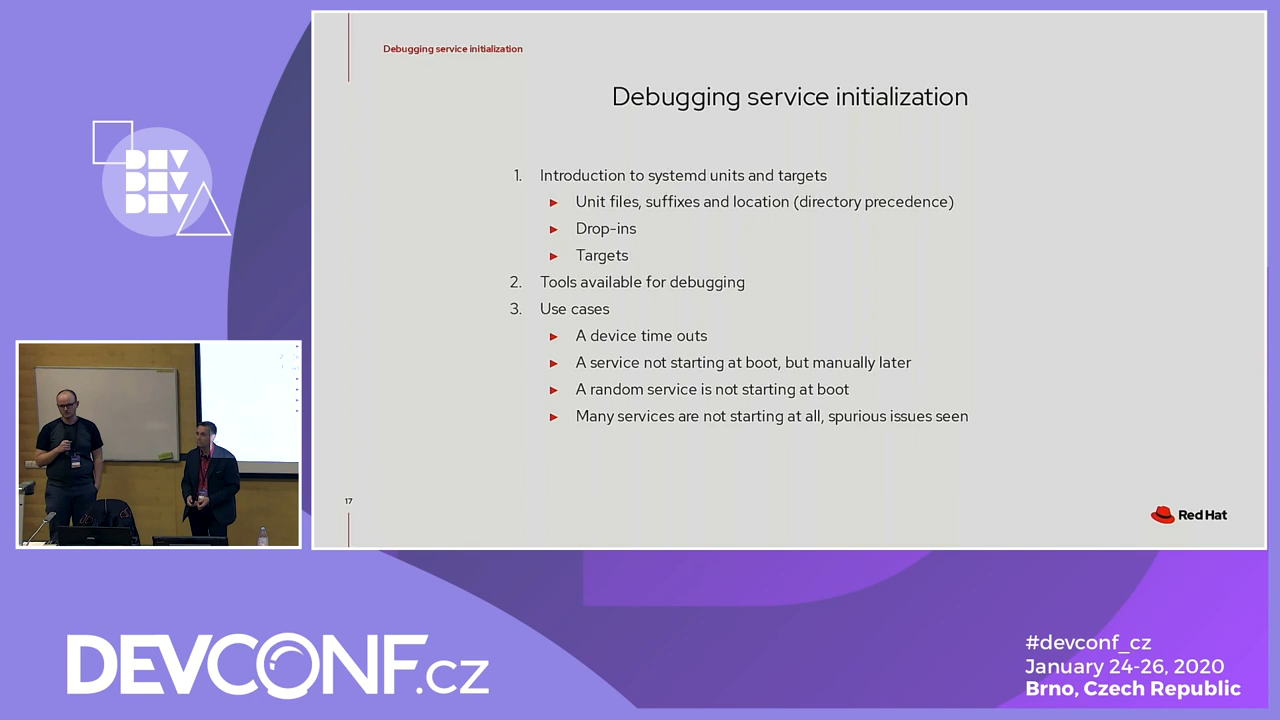 Debugging service initialization
Debugging service initialization
1. Introduction to systemd units and targets
Unit files, suffixes and location (directory precedence)
Drop-ins
Targets
2. Tools available for debugging
3. Use cases
A device time outs
A service not starting at boot, but manually later
A random service is not starting at boot
Many services are not starting at all, spurious issues seen
17
Red Hat
DEV
DEV
DEV
DEVCONF.cz
#devconf_cz
January 24-26, 2020
Brno, Czech Republic